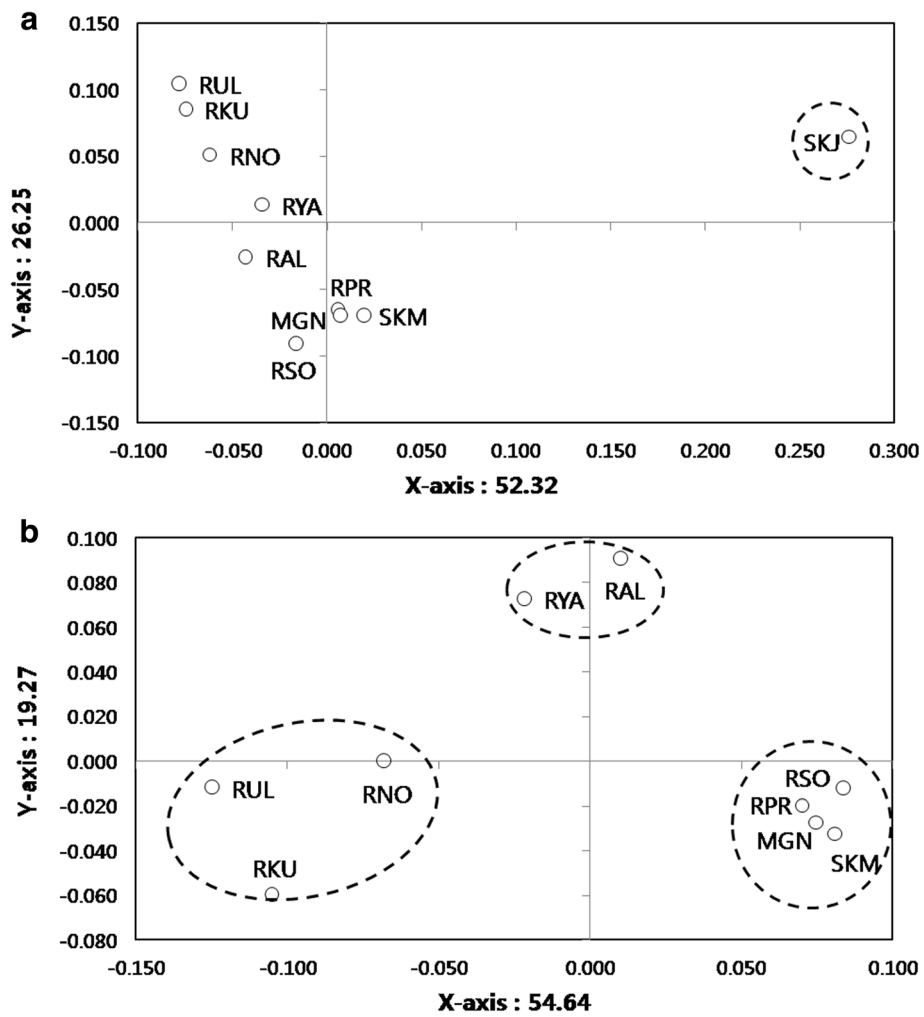 a
0.150
0.100
0.050
0.000
-0.050
-0.100
-0.150
Y-axis : 26.25
RUL
RKU
RNO
RYA
RAL
RPR
MGN
SKM
RSO
SKJ
-0.100 -0.050 0.000 0.050 0.100 0.150 0.200 0.250 0.300
X-axis : 52.32
b
0.100
0.080
0.060
0.040
0.020
0.000
-0.020
-0.040
-0.060
-0.080
Y-axis : 19.27
RYA
RAL
RUL
RNO
RKU
RSO
RPR
MGN
SKM
-0.150 -0.100 -0.050 0.000 0.050 0.100
X-axis : 54.64